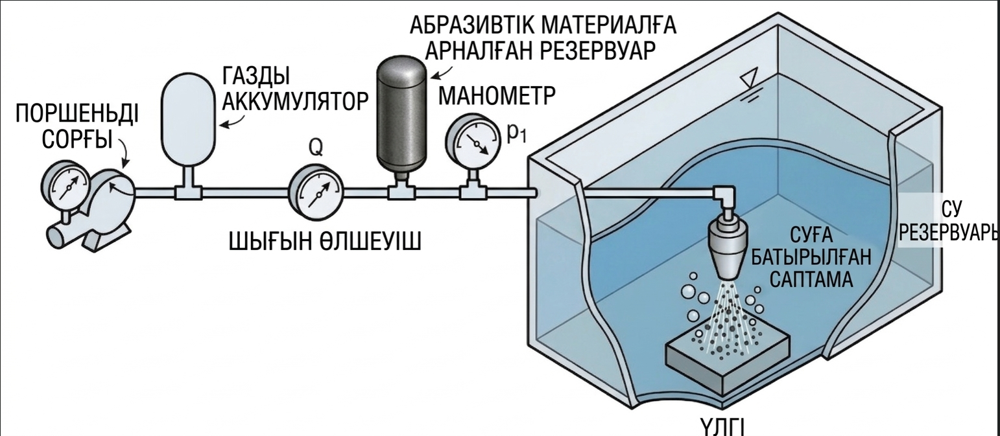 АБРАЗИВТІК МАТЕРИАЛҒА
АРНАЛҒАН РЕЗЕРВУАР
ГАЗДЫ
АККУМУЛЯТОР
МАНОМЕТР
ПОРШЕНЬДІ
СОРҒЫ
p₁
Q
ШЫҒЫН ӨЛШЕУІШ
СУ
РЕЗЕРВУАРЫ
СУҒА
БАТЫРЫЛҒАН
САПТАМА
ҮЛГІ